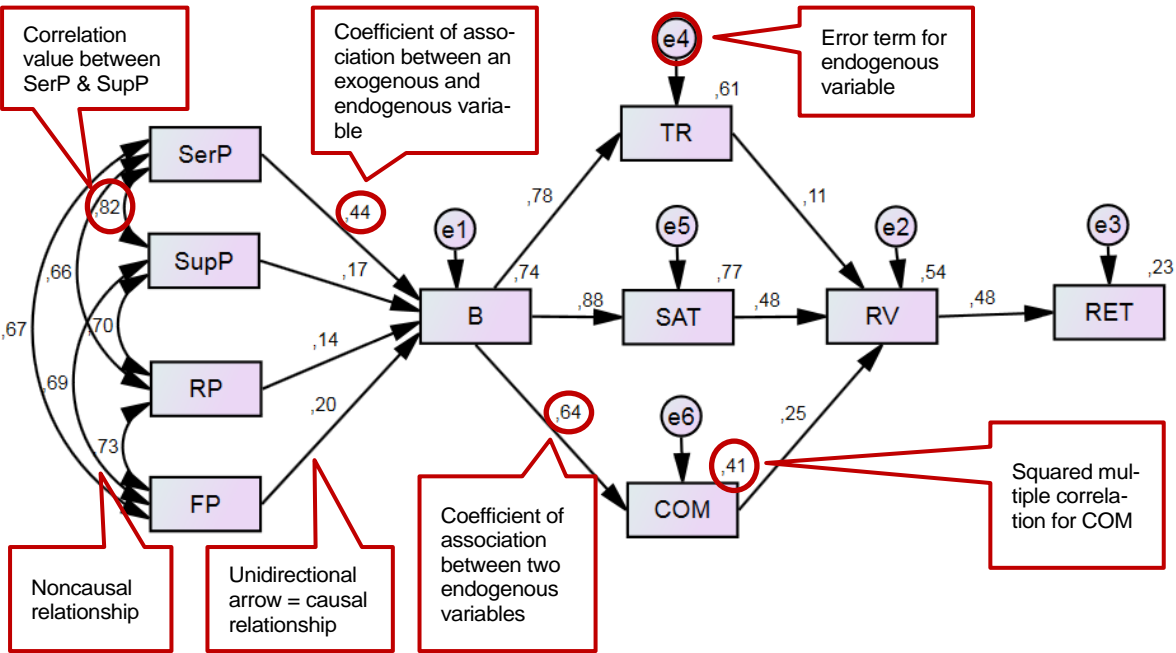 Correlation
value between
SerP & SupP
Coefficient of asso-
ciation between an
exogenous and
endogenous varia-
ble
e4
Error term for
endogenous
variable
,61
TR
SerP
,82
,44
,78
,11
e1
e5
e2
e3
SupP
,66
,17
,74
,77
,54
,23
,67
,70
B
,88
SAT
,48
RV
,48
RET
,14
RP
,69
,20
,64
e6
,25
,73
,41
FP
COM
Squared mul-
tiple correla-
tion for COM
Coefficient of
association
between two
endogenous
variables
Noncausal
relationship
Unidirectional
arrow = causal
relationship